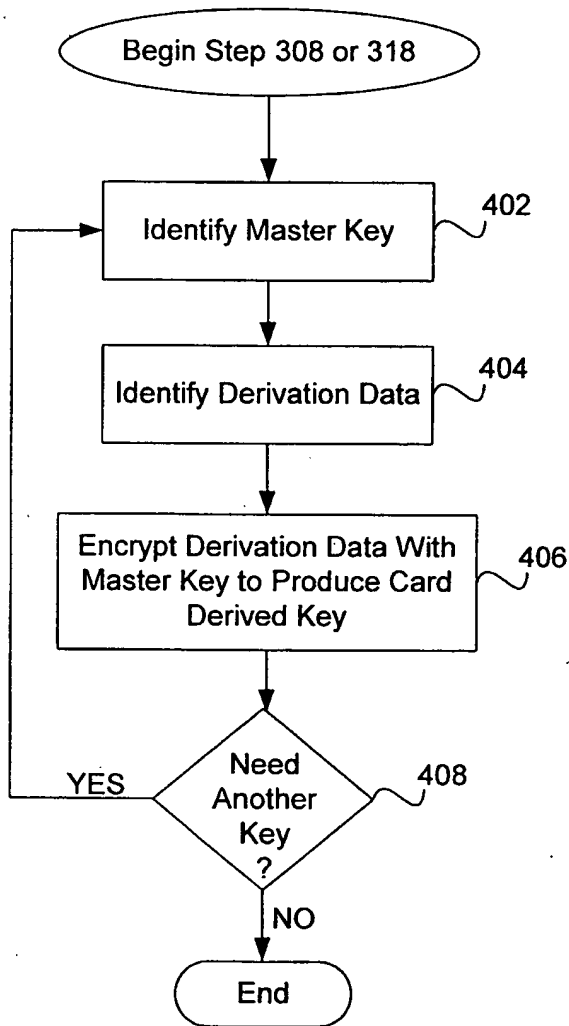 Begin Step 308 or 318
Identify Master Key
402
Identify Derivation Data
404
Encrypt Derivation Data With
Master Key to Produce Card
Derived Key
406
Need
Another
Key
?
408
YES
NO
End